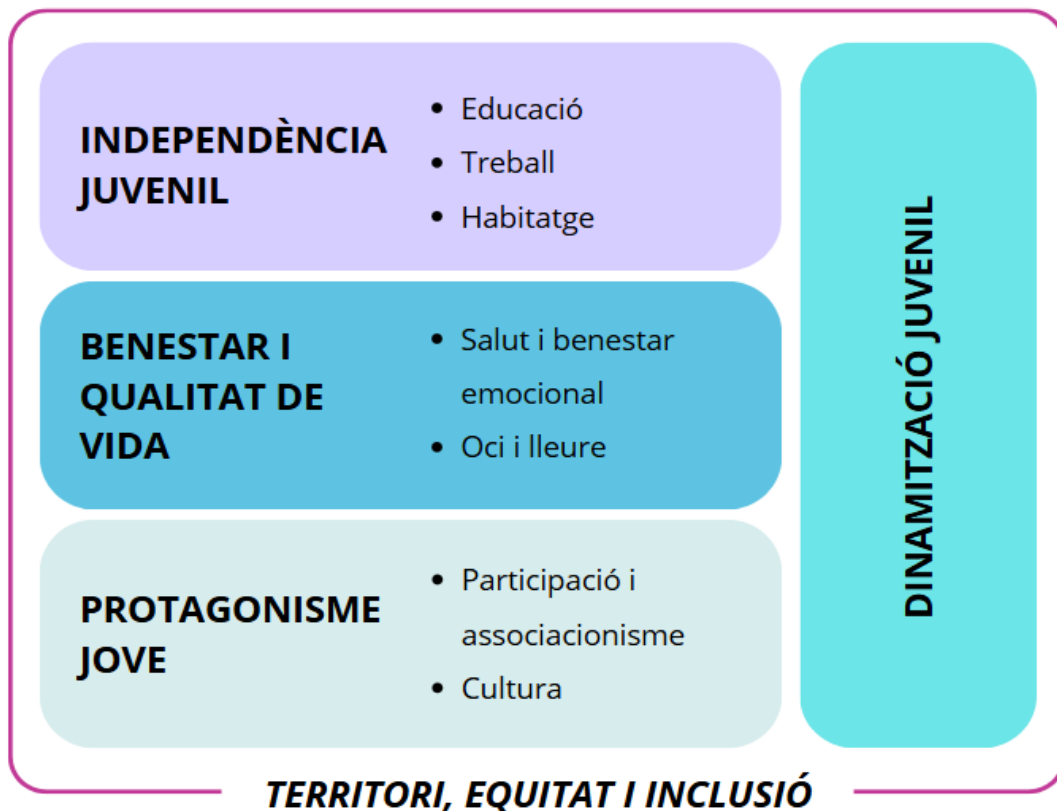 INDEPENDÈNCIA
JUVENIL
• Educació
• Treball
• Habitatge
BENESTAR I
QUALITAT DE
VIDA
• Salut i benestar
emocional
• Oci i lleure
PROTAGONISME
JOVE
• Participació i
associacionisme
• Cultura
DINAMITZACIÓ JUVENIL
TERRITORI, EQUITAT I INCLUSIÓ